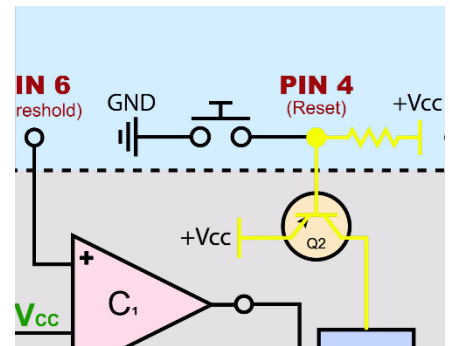 IN 6
reshold)
GND
PIN 4
(Reset)
+Vcc
+Vcc
Q2
+
C1
Vcc